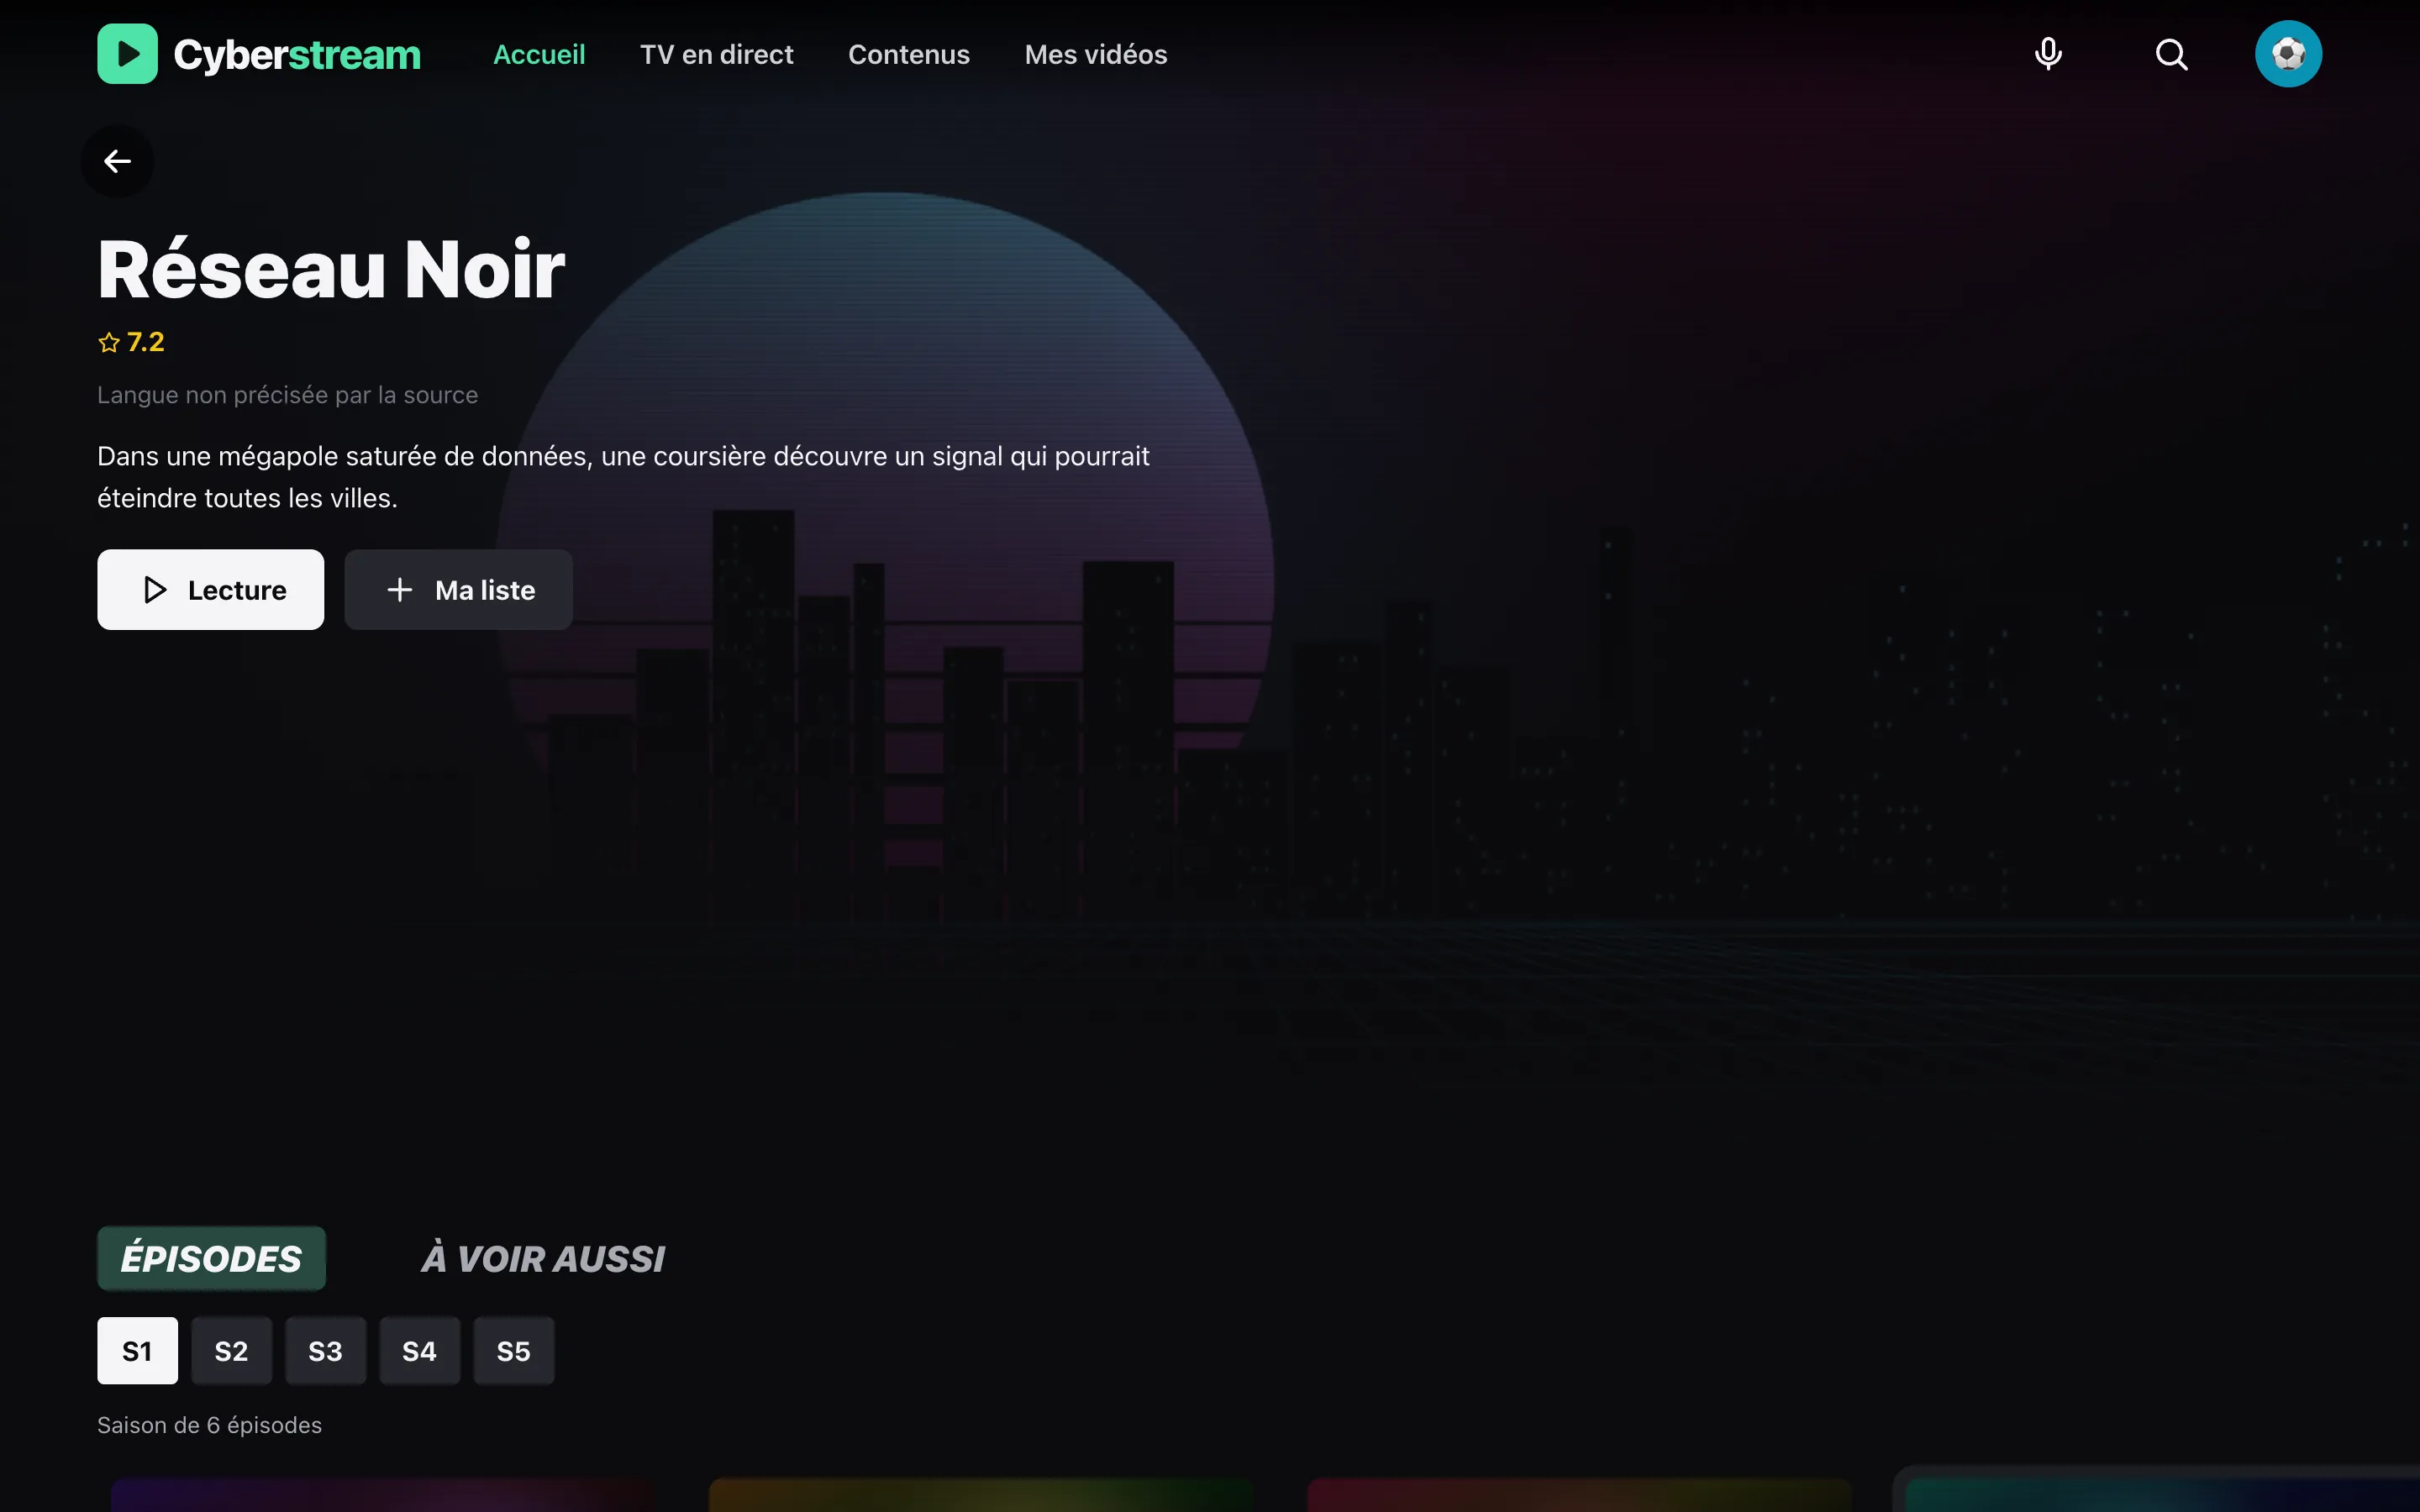 Cyberstream
Accueil
TV en direct
Contenus
Mes vidéos
Réseau Noir
7.2
Langue non précisée par la source
Dans une mégapole saturée de données, une coursière découvre un signal qui pourrait
éteindre toutes les villes.
Lecture
Ma liste
ÉPISODES
À VOIR AUSSI
S1
S2
S3
S4
S5
Saison de 6 épisodes